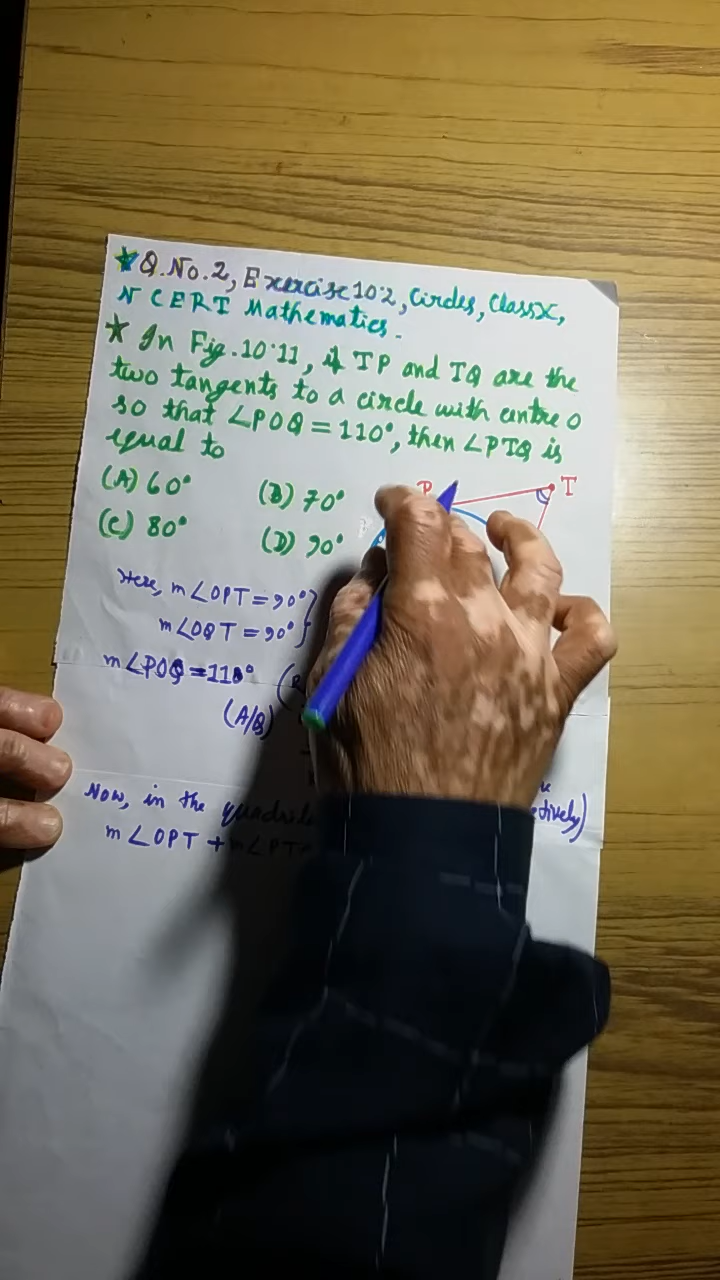 ★Q.No.2, Exercise 10.2, Circles, Class X,
NCERT Mathematics.
★ In Fig. 10.11, if TP and TQ are the
two tangents to a circle with centre O
so that ∠POQ = 110°, then ∠PTQ is
equal to
(A) 60° (B) 70°
(C) 80° (D) 90°
P T
Here, m∠OPT = 90°}
m∠OQT = 90°}
m∠POQ = 110° (R
(A/Q)
Now, in the
m∠OPT + m∠PT